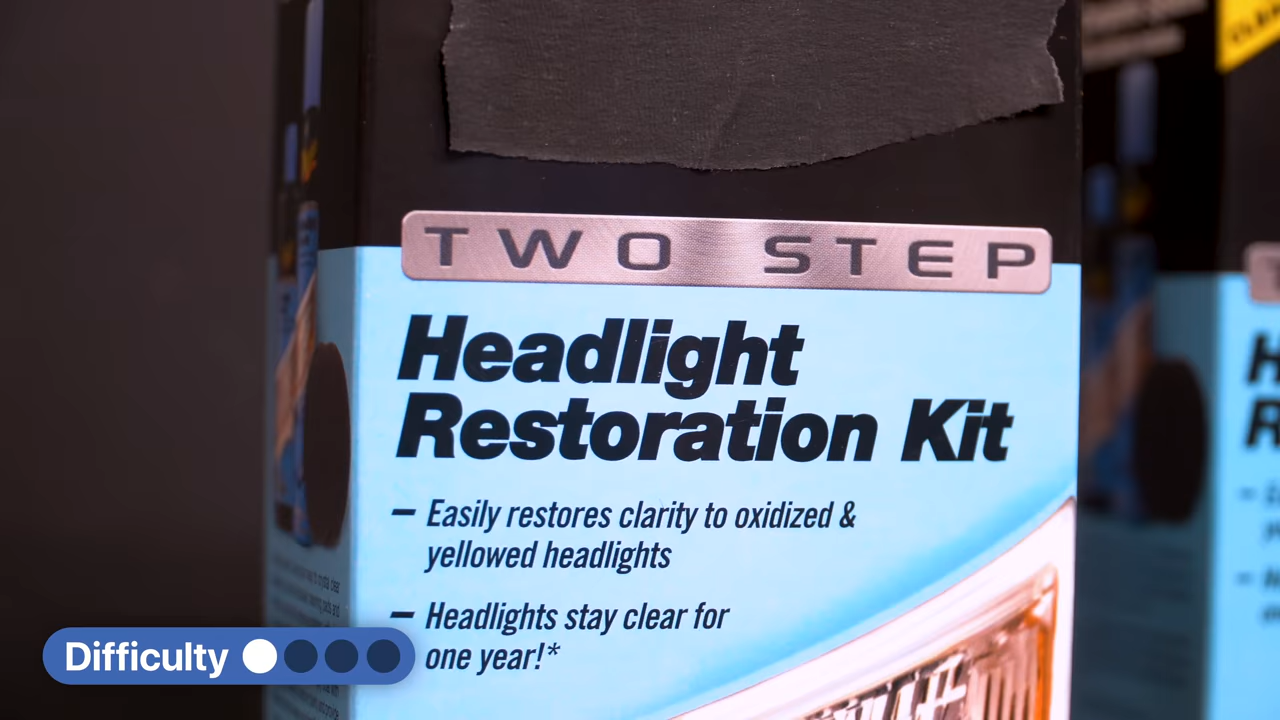 TWO STEP
Headlight
Restoration Kit
– Easily restores clarity to oxidized &
yellowed headlights
– Headlights stay clear for
one year!*
Difficulty